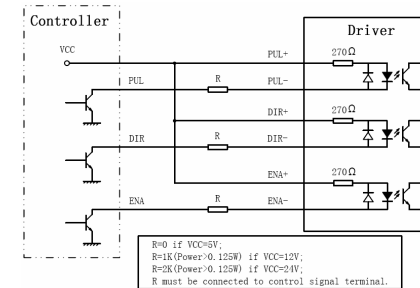 Controller
Driver
VCC
PUL+
270Ω
PUL
R
PUL-
DIR+
270Ω
DIR
R
DIR-
ENA+
270Ω
ENA
R
ENA-
R=0 if VCC=5V;
R=1K(Power>0.125W) if VCC=12V;
R=2K(Power>0.125W) if VCC=24V;
R must be connected to control signal terminal.